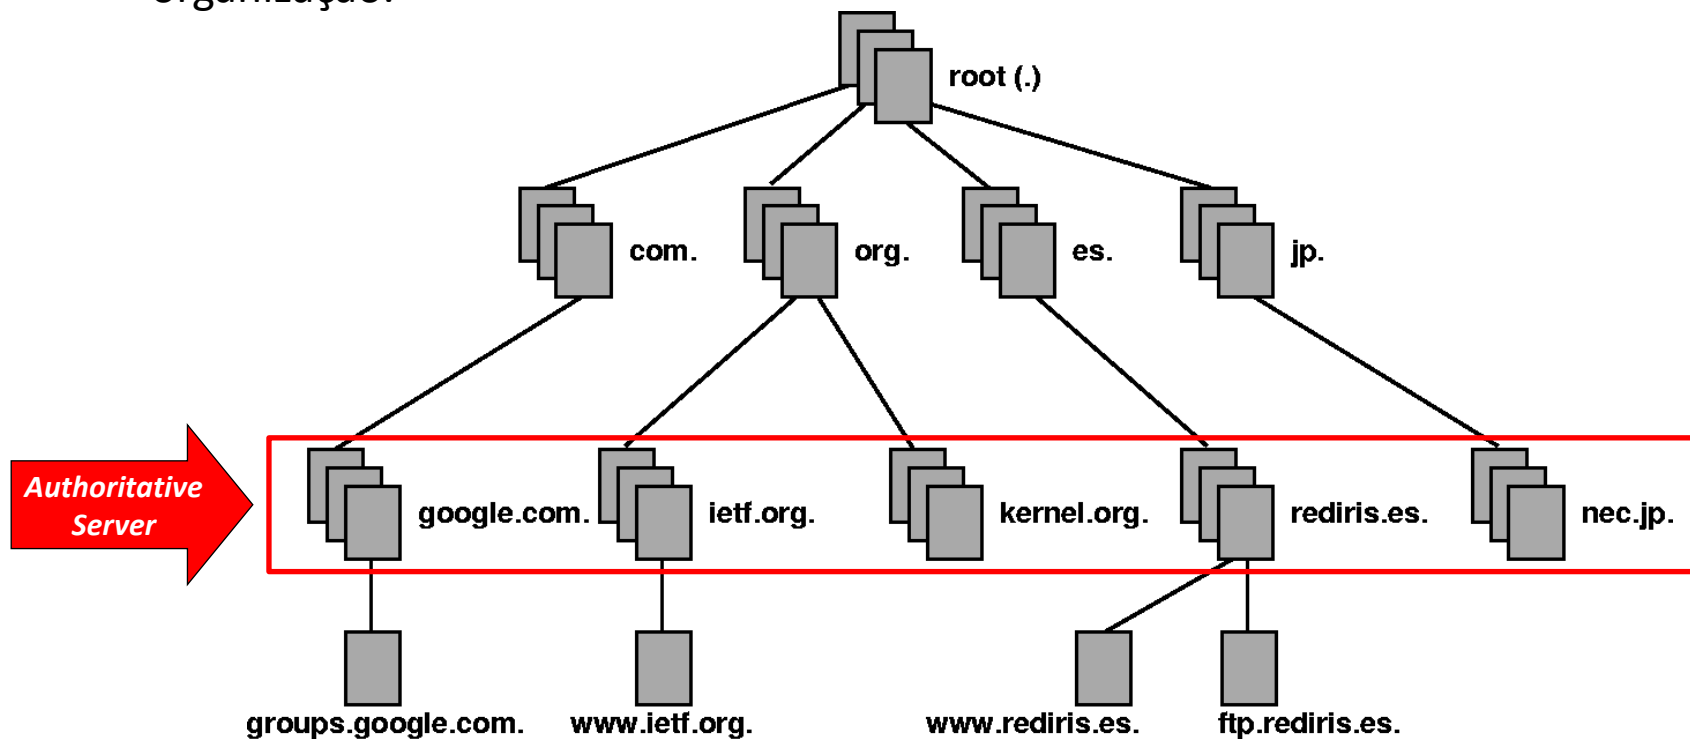 organização.
root (.)
com.
org.
es.
jp.
Authoritative
Server
google.com.
ietf.org.
kernel.org.
rediris.es.
nec.jp.
groups.google.com.
www.ietf.org.
www.rediris.es.
ftp.rediris.es.